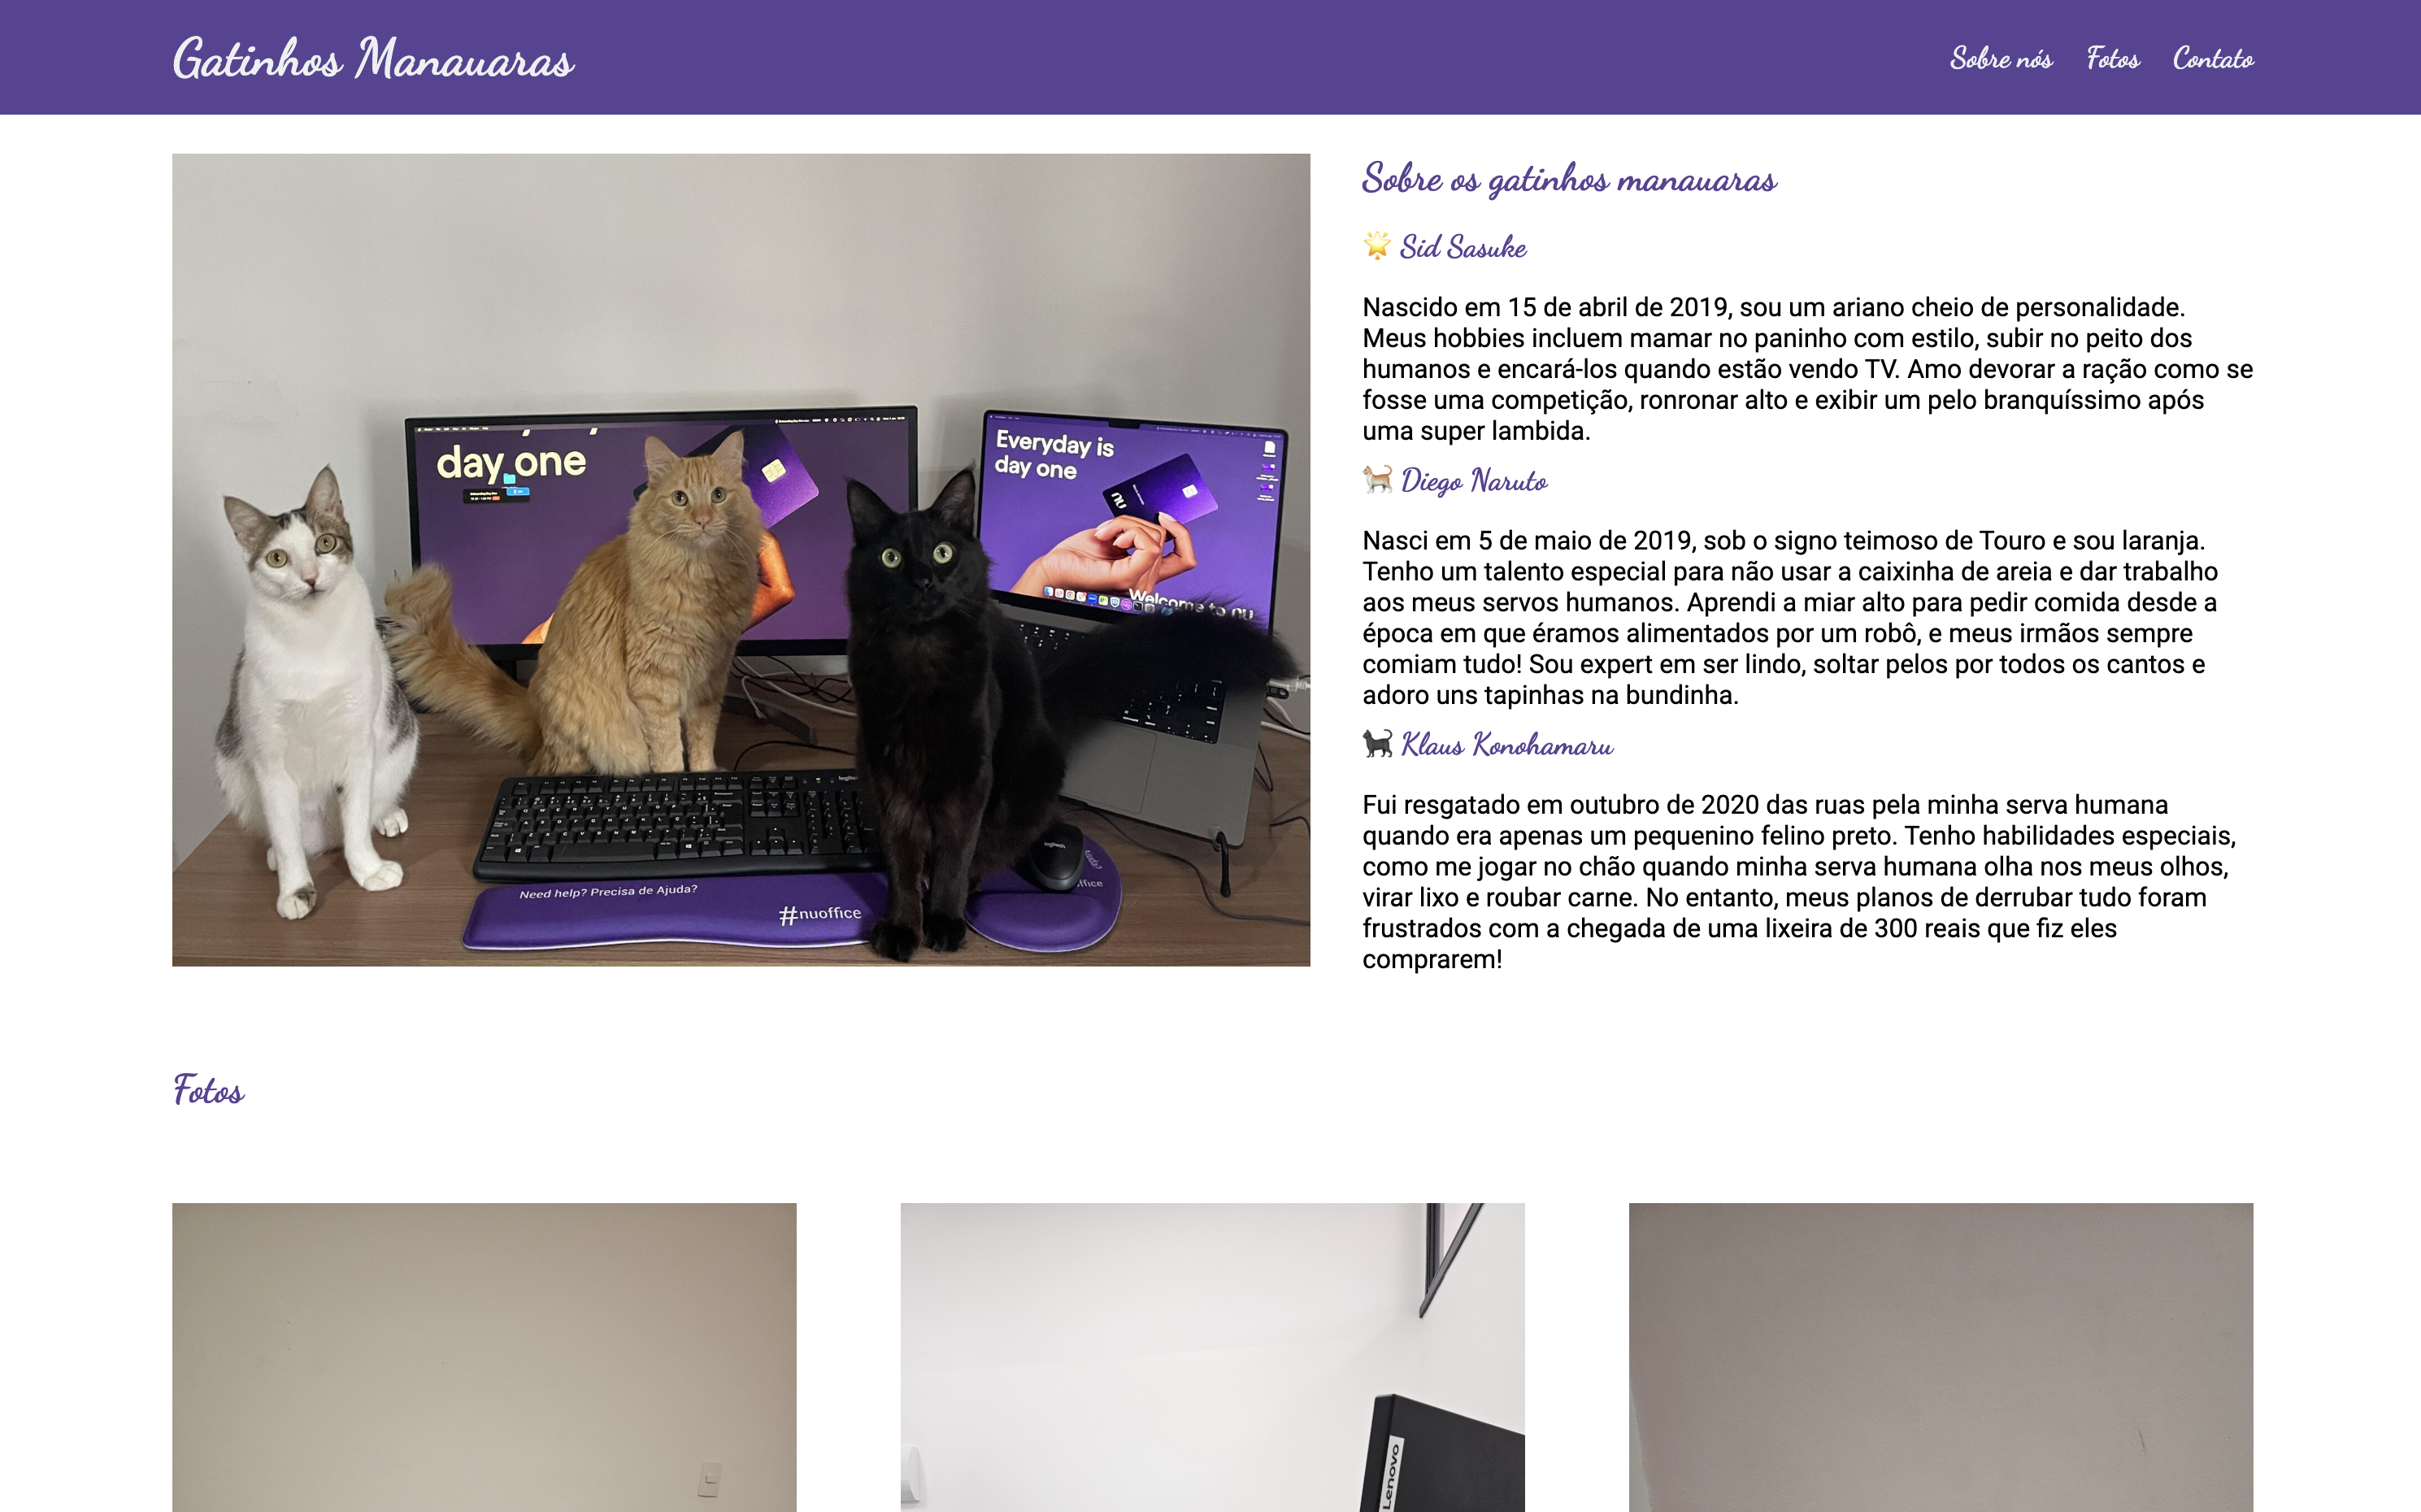 Gatinhos Manauaras
Sobre nós Fotos Contato
Sobre os gatinhos manauaras
Sid Sasuke
Nascido em 15 de abril de 2019, sou um ariano cheio de personalidade.
Meus hobbies incluem mamar no paninho com estilo, subir no peito dos
humanos e encará-los quando estão vendo TV. Amo devorar a ração como se
fosse uma competição, ronronar alto e exibir um pelo branquíssimo após
uma super lambida.
Diego Naruto
Nasci em 5 de maio de 2019, sob o signo teimoso de Touro e sou laranja.
Tenho um talento especial para não usar a caixinha de areia e dar trabalho
aos meus servos humanos. Aprendi a miar alto para pedir comida desde a
época em que éramos alimentados por um robô, e meus irmãos sempre
comiam tudo! Sou expert em ser lindo, soltar pelos por todos os cantos e
adoro uns tapinhas na bundinha.
Klaus Konohamaru
Fui resgatado em outubro de 2020 das ruas pela minha serva humana
quando era apenas um pequenino felino preto. Tenho habilidades especiais,
como me jogar no chão quando minha serva humana olha nos meus olhos,
virar lixo e roubar carne. No entanto, meus planos de derrubar tudo foram
frustrados com a chegada de uma lixeira de 300 reais que fiz eles
comprarem!
day one
Everyday is
day one
nu
Welcome to nu
logitech
Need help? Precisa de Ajuda?
#nuoffice
Fotos
Lenovo